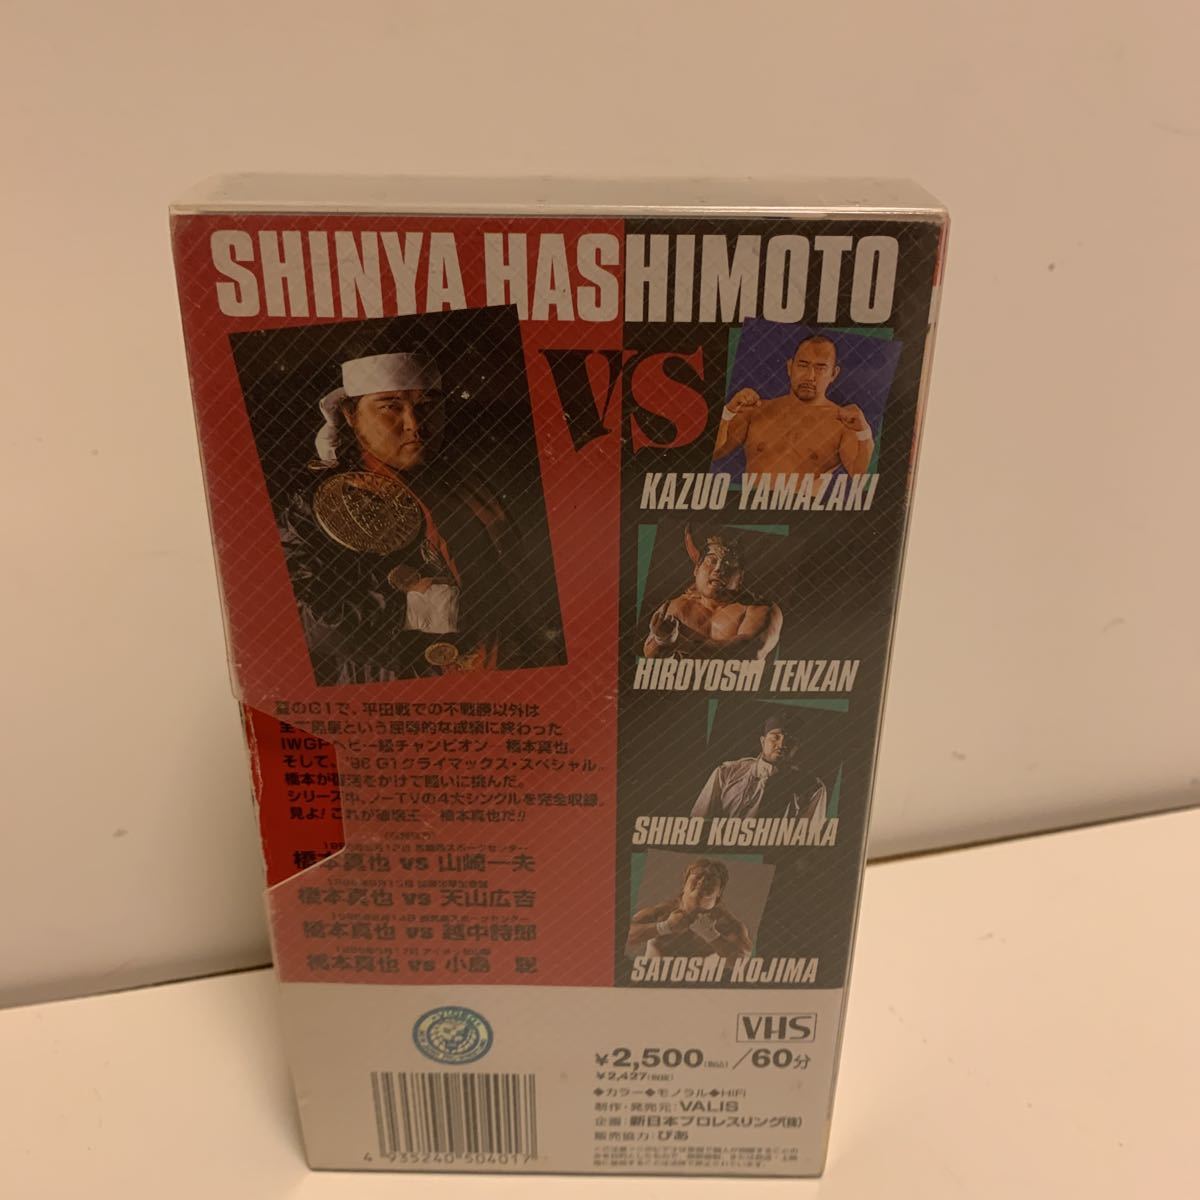 SHINYA HASHIMOTO
VS
KAZUO YAMAZAKI
HIROYOSHI TENZAN
SHIRO KOSHINAKA
SATOSHI KOJIMA
夏のG1で、平田戦での不戦勝以外は
という屈辱的な成績に終わった
IWGPヘビー級チャンピオン 橋本真也。
そして、'96 G1クライマックス・スペシャル。
橋本が復活をかけて闘いに挑んだ。
シリーズ中、ノーTVの4大シングルを完全収録。
見よ!これが破壊王 橋本真也だ!!
橋本真也 vs 山崎一夫
橋本真也 vs 天山広吉
橋本真也 vs 越中詩郎
橋本真也 vs 小島 聡
VHS
¥2,500(税込)/60分
¥2,427(税抜)
◆カラー◆モノラル◆HiFi
制作・発売元:VALIS
企画:新日本プロレスリング(株)
販売協力:ぴあ
4 935240 504017